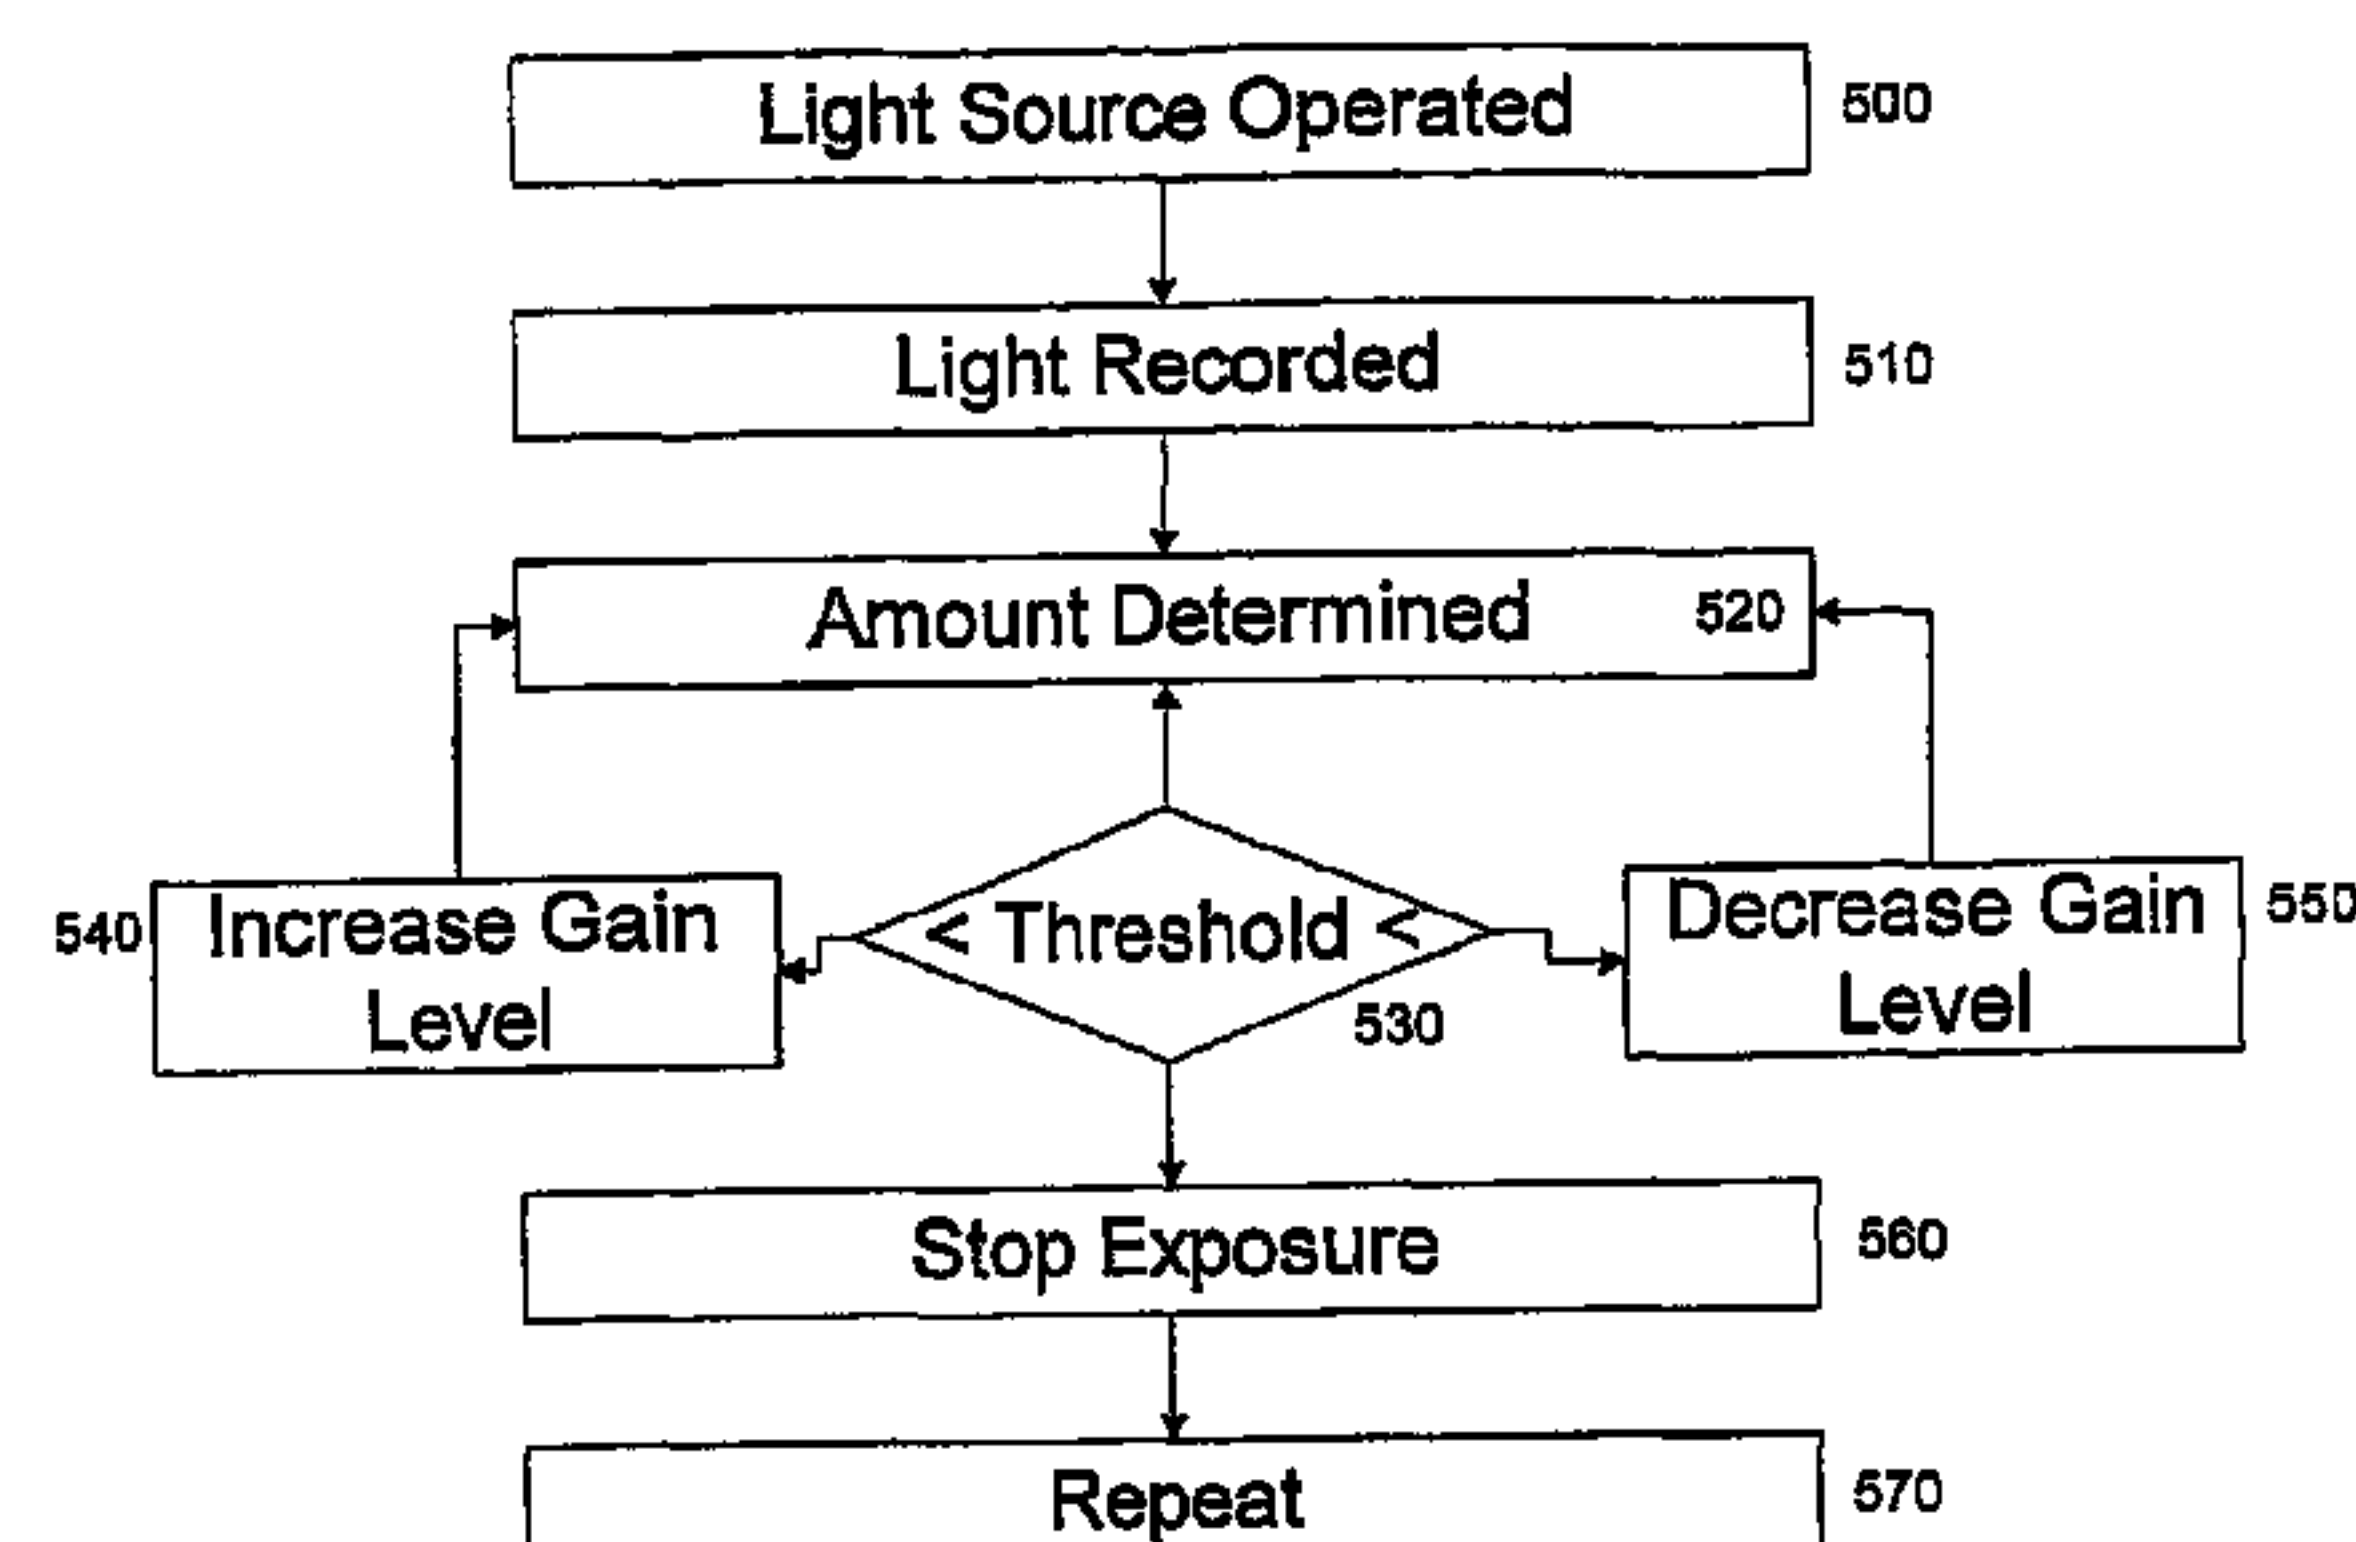 Light Source Operated 500
Light Recorded 510
Amount Determined 520
540 Increase Gain
Level
< Threshold <
530
Decrease Gain 550
Level
Stop Exposure 560
Repeat 570